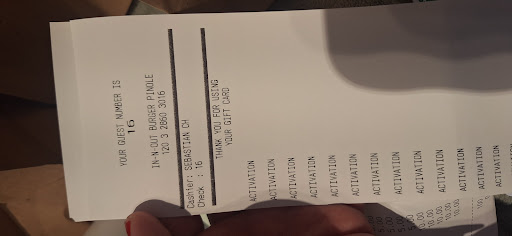 YOUR GUEST NUMBER IS
16
IN-N-OUT BURGER PINOLE
120 3 2860 3016
Cashier: SEBASTIAN CH
Check : 16
THANK YOU FOR USING
YOUR GIFT CARD
ACTIVATION
ACTIVATION
ACTIVATION
ACTIVATION
ACTIVATION
ACTIVATION
ACTIVATION
ACTIVATION
ACTIVATION
ACTIVATION
ACTIVATION
ACTIVATION
ACTIVATION